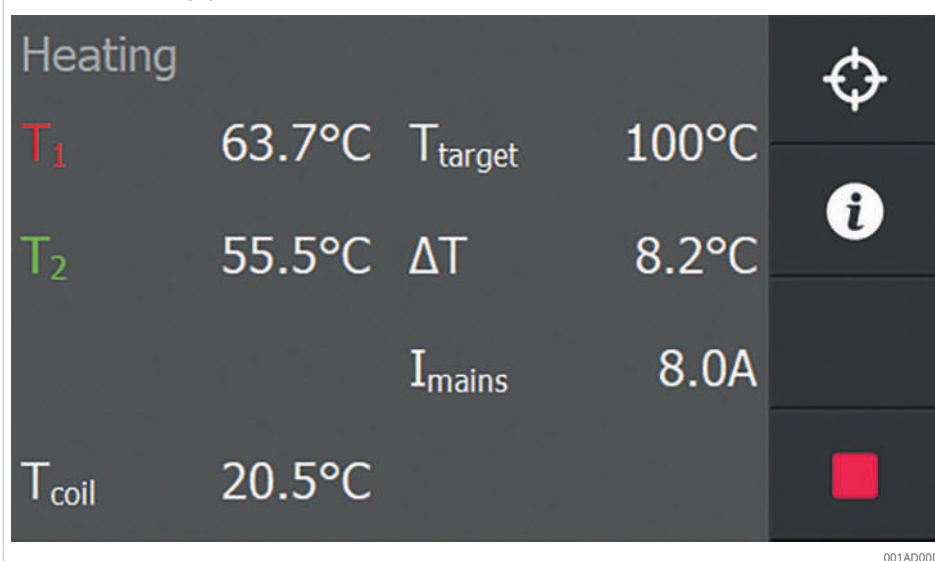 Heating
T1 63.7°C Ttarget 100°C
T2 55.5°C ΔT 8.2°C
Imains 8.0A
Tcoil 20.5°C